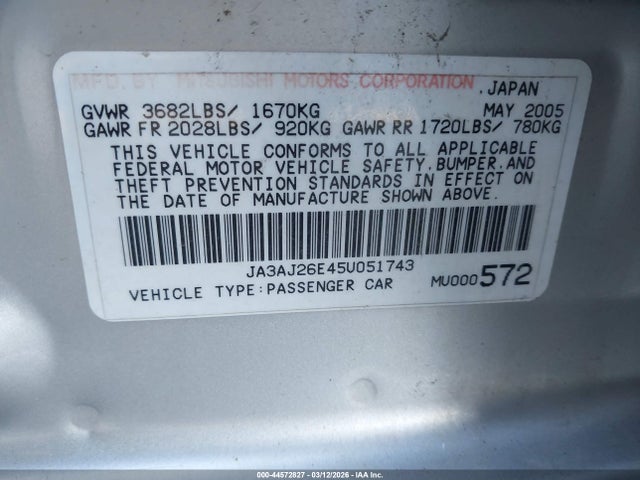 MFD. BY MITSUBISHI MOTORS CORPORATION
. JAPAN
GVWR 3682LBS/ 1670KG MAY 2005
GAWR FR 2028LBS/ 920KG GAWR RR 1720LBS/ 780KG
THIS VEHICLE CONFORMS TO ALL APPLICABLE
FEDERAL MOTOR VEHICLE SAFETY, BUMPER, AND
THEFT PREVENTION STANDARDS IN EFFECT ON
THE DATE OF MANUFACTURE SHOWN ABOVE.
JA3AJ26E45U051743
VEHICLE TYPE:PASSENGER CAR MU000572
000-44572827 - 03/12/2026 - IAA Inc.